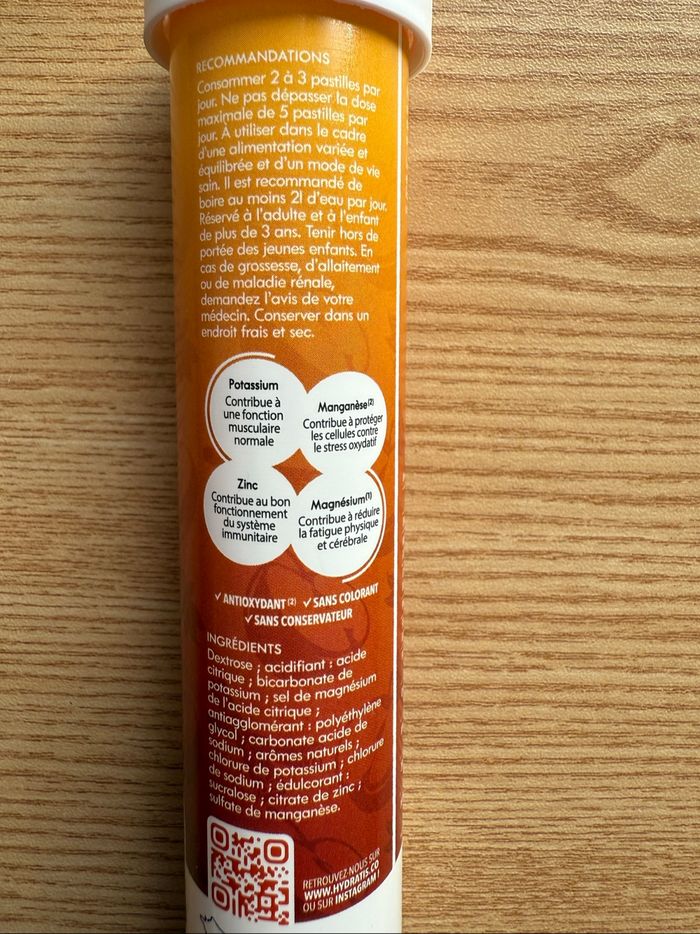 RECOMMANDATIONS
Consommer 2 à 3 pastilles par
jour. Ne pas dépasser la dose
maximale de 5 pastilles par
jour. À utiliser dans le cadre
d'une alimentation variée et
équilibrée et d'un mode de vie
sain. Il est recommandé de
boire au moins 2l d'eau par jour.
Réservé à l'adulte et à l'enfant
de plus de 3 ans. Tenir hors de
portée des jeunes enfants. En
cas de grossesse, d'allaitement
ou de maladie rénale,
demandez l'avis de votre
médecin. Conserver dans un
endroit frais et sec.
Potassium
Contribue à
une fonction
musculaire
normale
Manganèse(2)
Contribue à protéger
les cellules contre
le stress oxydatif
Zinc
Contribue au bon
fonctionnement
du système
immunitaire
Magnésium(1)
Contribue à réduire
la fatigue physique
et cérébrale
✓ ANTIOXYDANT(2) ✓ SANS COLORANT
✓ SANS CONSERVATEUR
INGRÉDIENTS
Dextrose ; acidifiant : acide
citrique ; bicarbonate de
potassium ; sel de magnésium
de l'acide citrique ;
antiagglomérant : polyéthylène
glycol ; carbonate acide de
sodium ; arômes naturels ;
chlorure de potassium ; chlorure
de sodium ; édulcorant :
sucralose ; citrate de zinc ;
sulfate de manganèse.
RETROUVEZ-NOUS SUR
WWW.HYDRATIS.CO
OU SUR INSTAGRAM !